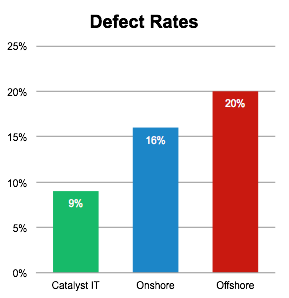 Defect Rates
25%
20%
15%
10%
5%
0%
9%
16%
20%
Catalyst IT
Onshore
Offshore